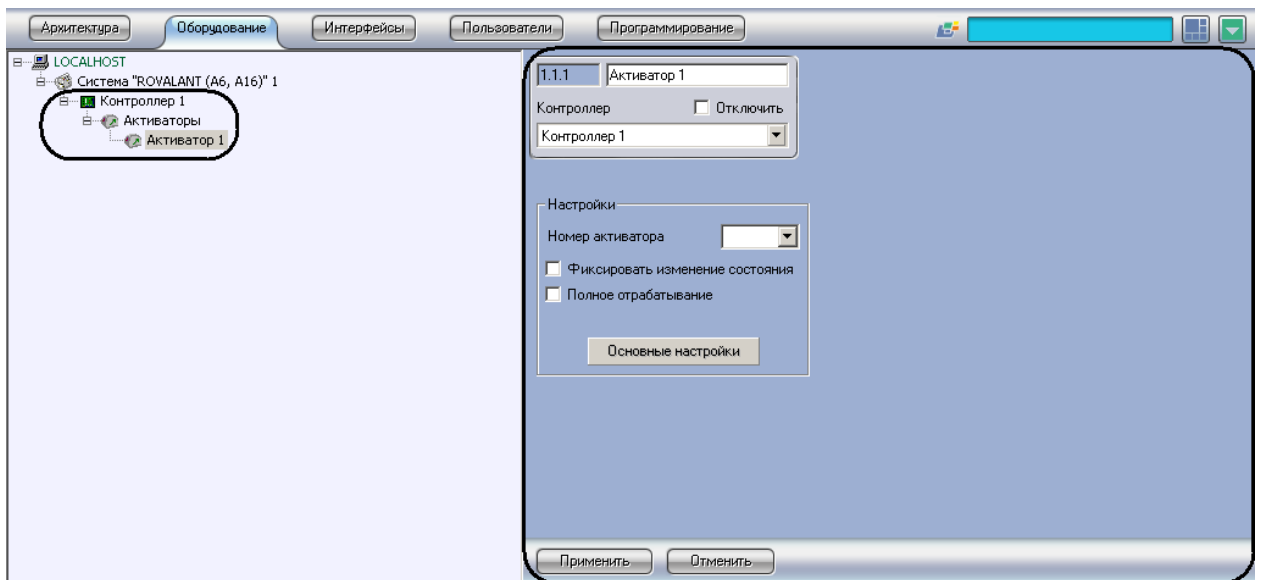 Архитектура
Оборудование
Интерфейсы
Пользователи
Программирование
LOCALHOST
Система "ROVALANT (A6, A16)" 1
Контроллер 1
Активаторы
Активатор 1
1.1.1
Активатор 1
Контроллер
Отключить
Контроллер 1
Настройки
Номер активатора
Фиксировать изменение состояния
Полное отрабатывание
Основные настройки
Применить
Отменить